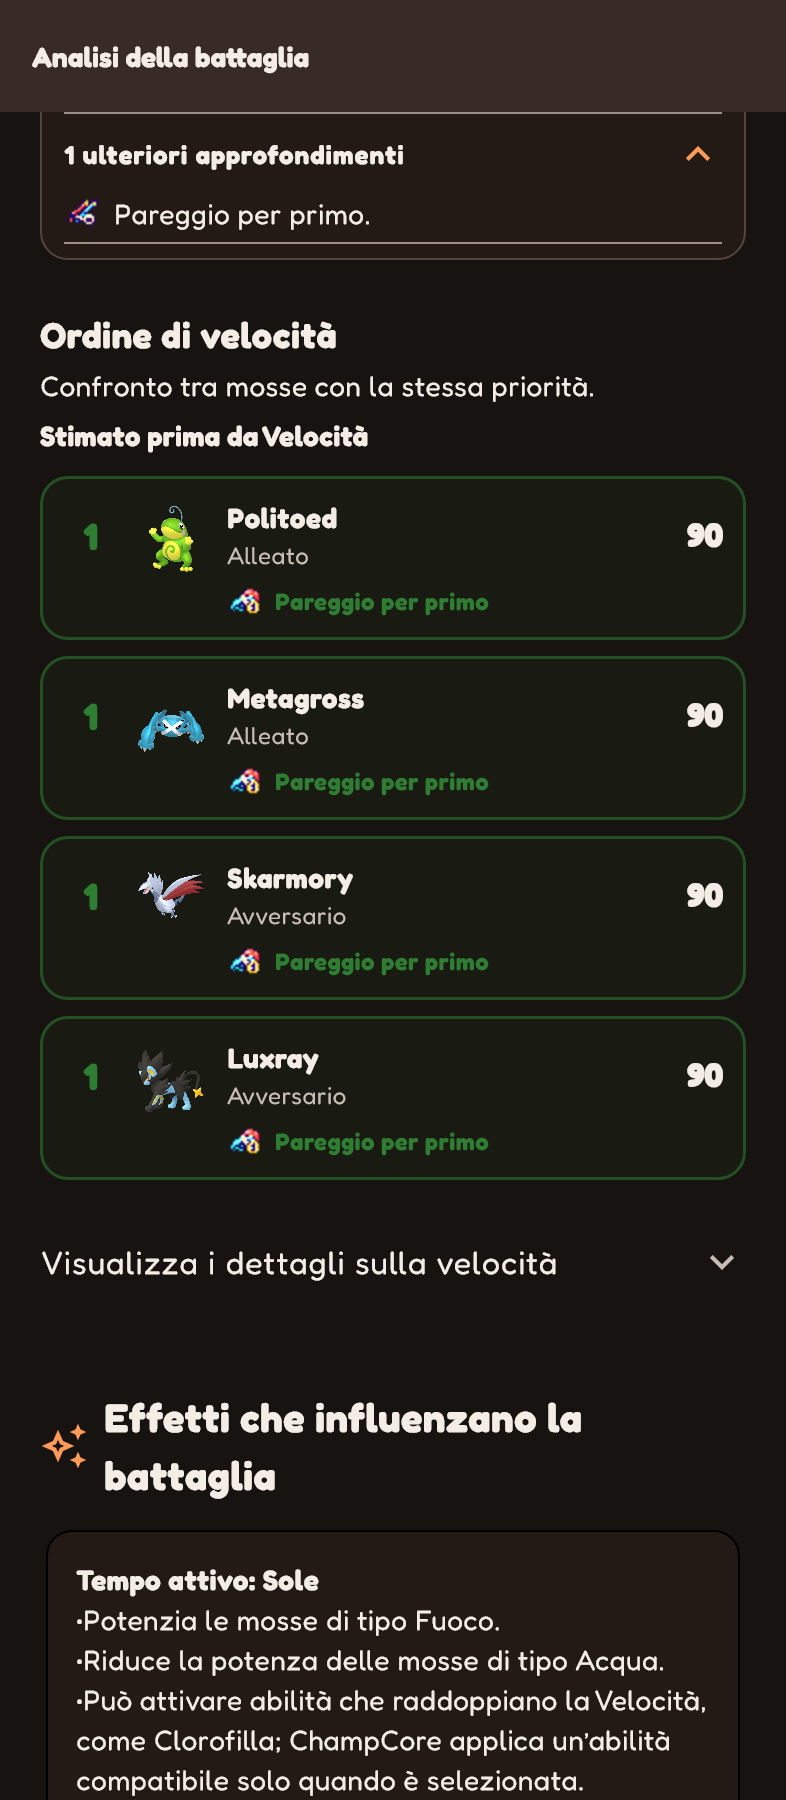 Analisi della battaglia
1 ulteriori approfondimenti
Pareggio per primo.
Ordine di velocità
Confronto tra mosse con la stessa priorità.
Stimato prima da Velocità
1
Politoed
90
Alleato
Pareggio per primo
1
Metagross
90
Alleato
Pareggio per primo
1
Skarmory
90
Avversario
Pareggio per primo
1
Luxray
90
Avversario
Pareggio per primo
Visualizza i dettagli sulla velocità
Effetti che influenzano la
battaglia
Tempo attivo: Sole
•Potenzia le mosse di tipo Fuoco.
•Riduce la potenza delle mosse di tipo Acqua.
•Può attivare abilità che raddoppiano la Velocità,
come Clorofilla; ChampCore applica un'abilità
compatibile solo quando è selezionata.